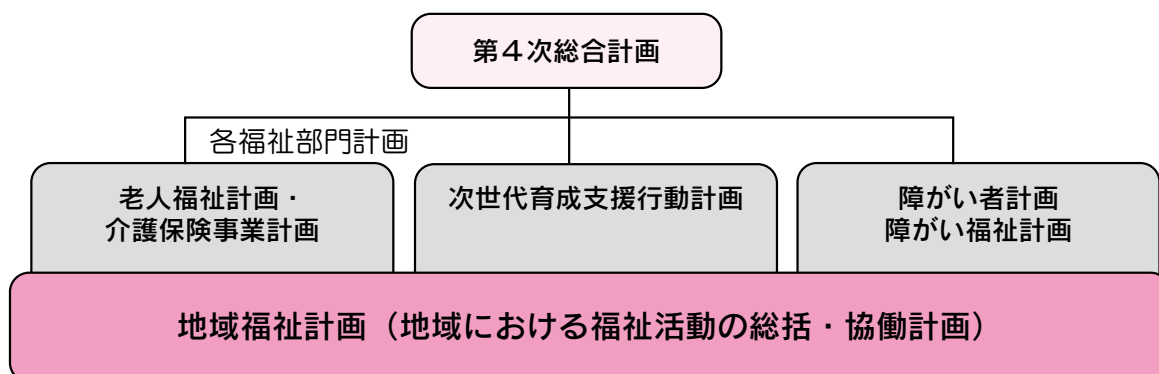 第４次総合計画
各福祉部門計画
老人福祉計画・
介護保険事業計画
次世代育成支援行動計画
障がい者計画
障がい福祉計画
地域福祉計画（地域における福祉活動の総括・協働計画）